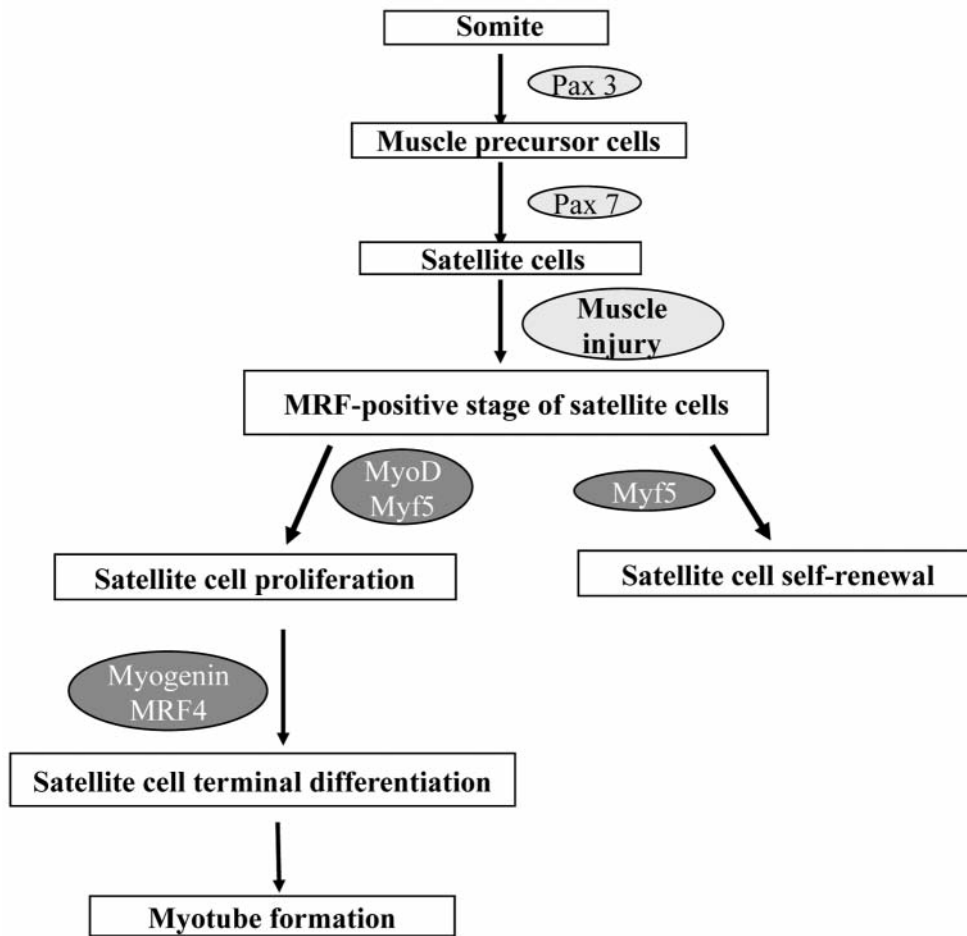 Somite
Pax 3
Muscle precursor cells
Pax 7
Satellite cells
Muscle
injury
MRF-positive stage of satellite cells
MyoD
Myf5
Myf5
Satellite cell proliferation
Satellite cell self-renewal
Myogenin
MRF4
Satellite cell terminal differentiation
Myotube formation